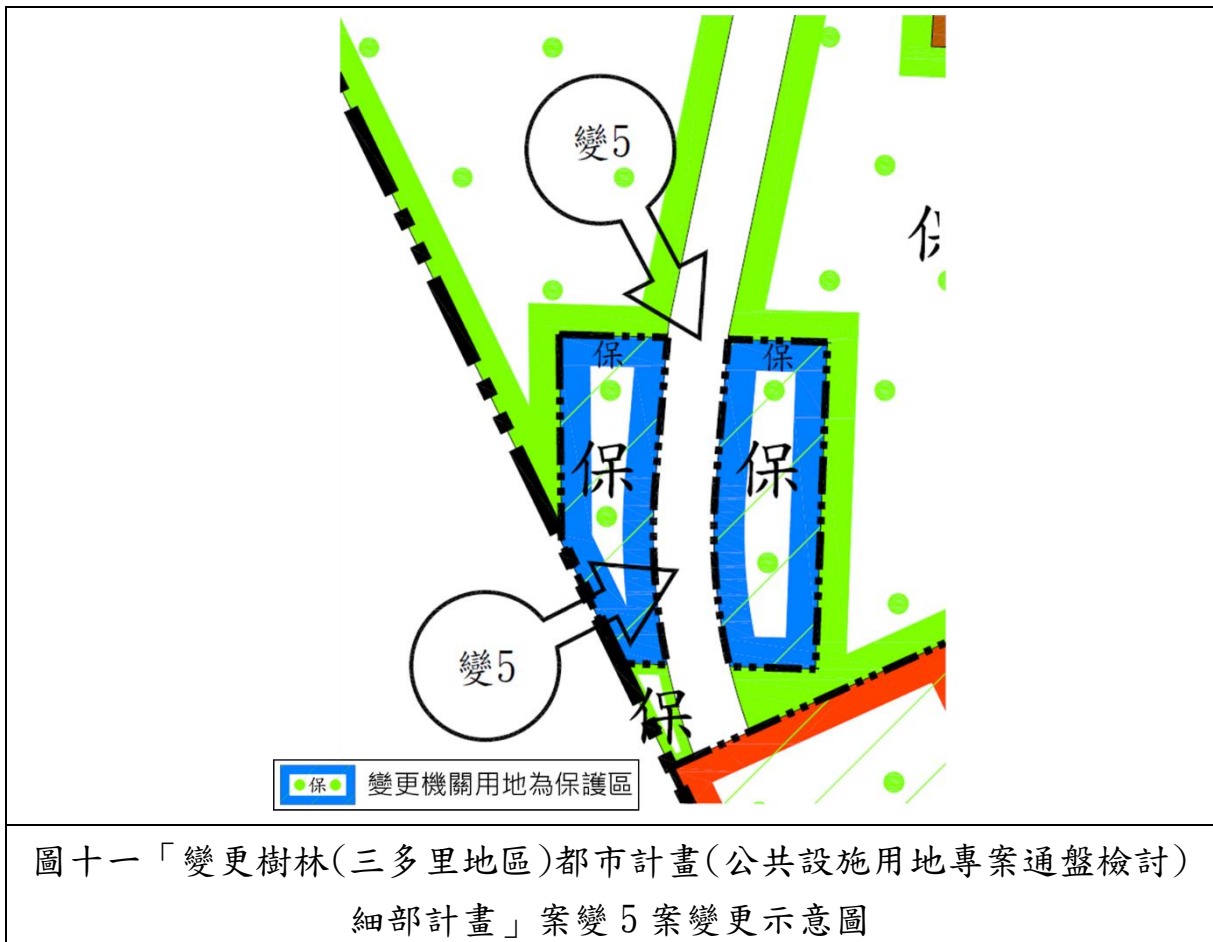 變5
保
保
保
保
保
變5
保
保 變更機關用地為保護區
圖十一「變更樹林(三多里地區)都市計畫(公共設施用地專案通盤檢討)
細部計畫」案變 5 案變更示意圖